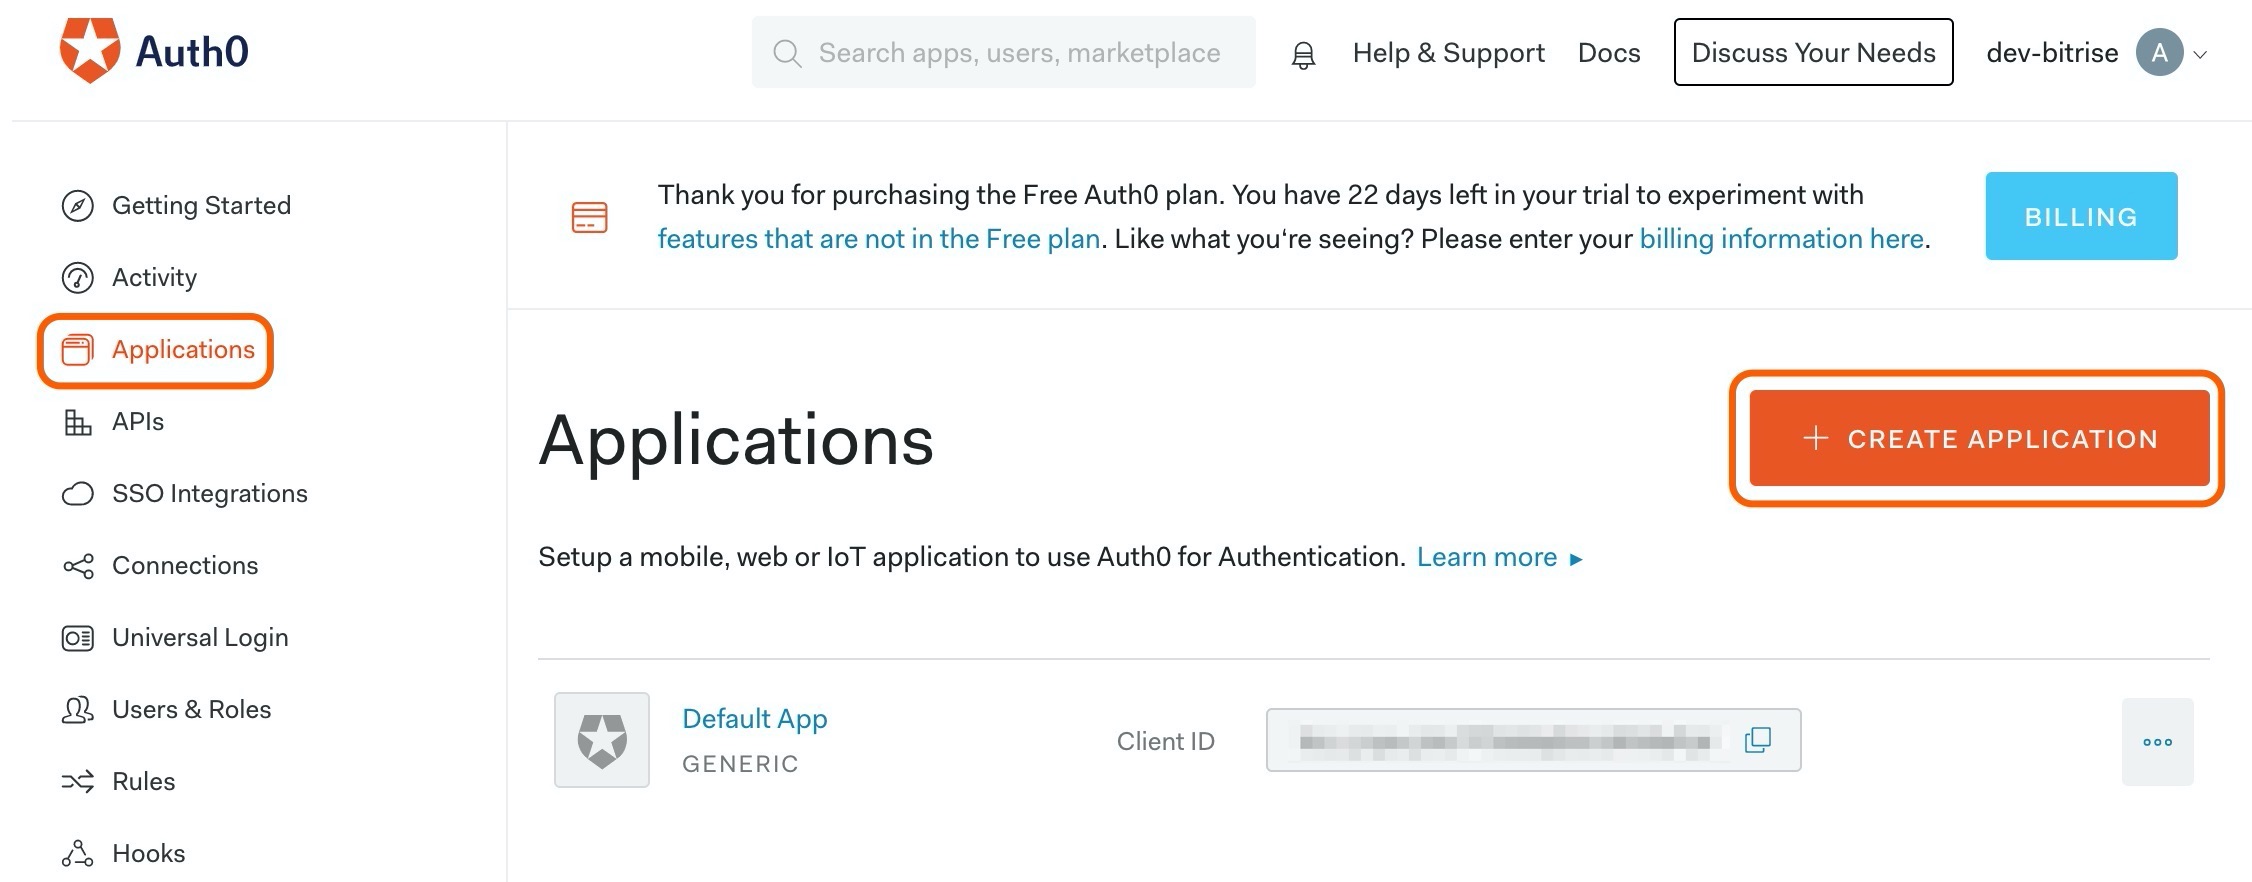 Auth0
Search apps, users, marketplace
Help & Support
Docs
Discuss Your Needs
dev-bitrise
A
Getting Started
Activity
Applications
APIs
SSO Integrations
Connections
Universal Login
Users & Roles
Rules
Hooks
Thank you for purchasing the Free Auth0 plan. You have 22 days left in your trial to experiment with
features that are not in the Free plan. Like what you‘re seeing? Please enter your billing information here.
BILLING
Applications
+ CREATE APPLICATION
Setup a mobile, web or IoT application to use Auth0 for Authentication. Learn more ▸
Default App
GENERIC
Client ID